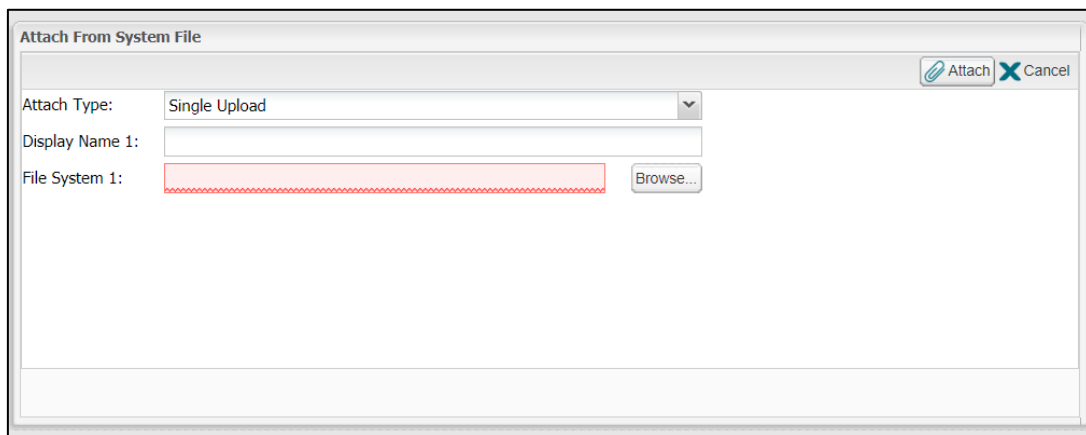 Attach From System File
Attach Cancel
Attach Type: Single Upload
Display Name 1:
File System 1: Browse...